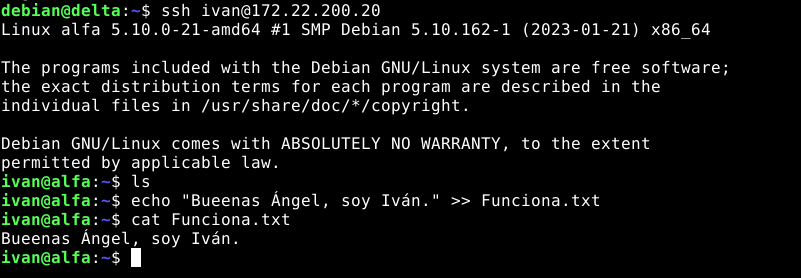 debian@delta:~$ ssh ivan@172.22.200.20
Linux alfa 5.10.0-21-amd64 #1 SMP Debian 5.10.162-1 (2023-01-21) x86_64
The programs included with the Debian GNU/Linux system are free software;
the exact distribution terms for each program are described in the
individual files in /usr/share/doc/*/copyright.
Debian GNU/Linux comes with ABSOLUTELY NO WARRANTY, to the extent
permitted by applicable law.
ivan@alfa:~$ ls
ivan@alfa:~$ echo "Bueenas Ángel, soy Iván." >> Funciona.txt
ivan@alfa:~$ cat Funciona.txt
Bueenas Ángel, soy Iván.
ivan@alfa:~$